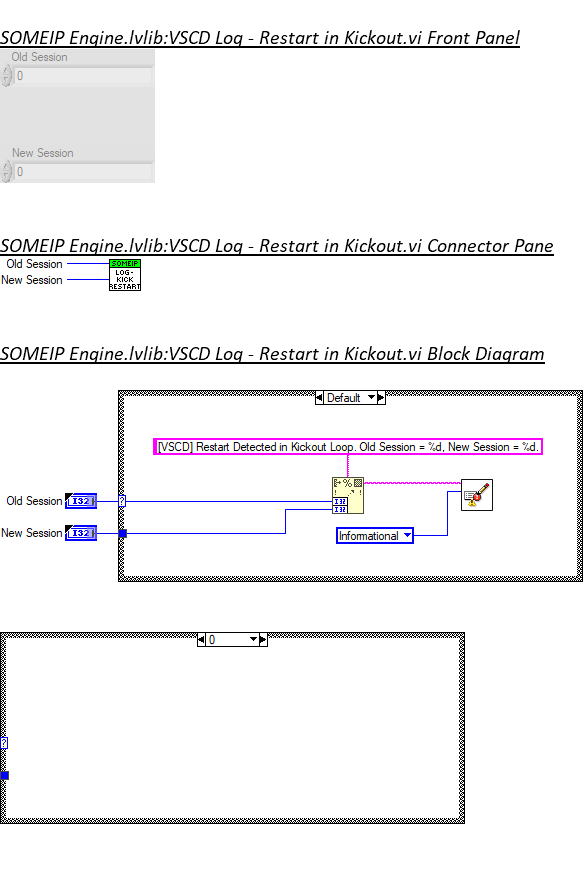 SOMEIP Engine.lvlib:VSCD Log - Restart in Kickout.vi Front Panel
Old Session
0
New Session
0
SOMEIP Engine.lvlib:VSCD Log - Restart in Kickout.vi Connector Pane
Old Session
New Session
SOMEIP
LOG-
KICK
RESTART
SOMEIP Engine.lvlib:VSCD Log - Restart in Kickout.vi Block Diagram
Default
[VSCD] Restart Detected in Kickout Loop. Old Session = %d, New Session = %d.
%
Old Session
I32
?
I32
I32
New Session
I32
Informational
0
?